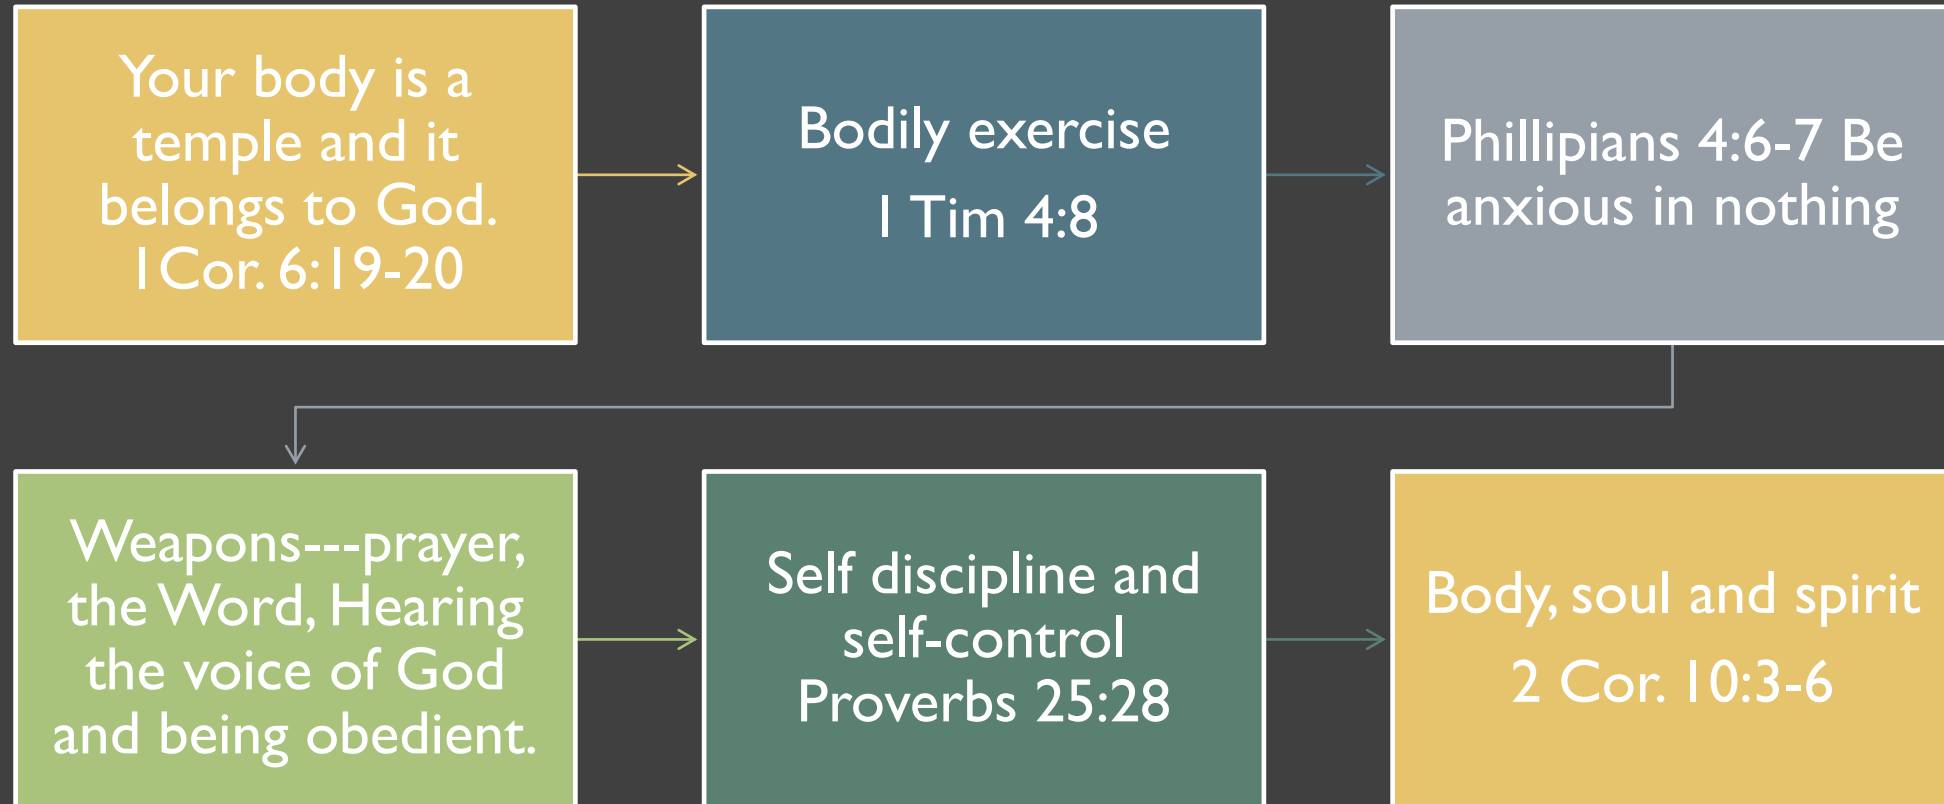 Your body is a
temple and it
belongs to God.
1Cor. 6:19-20
Bodily exercise
1 Tim 4:8
Phillipians 4:6-7 Be
anxious in nothing
Weapons---prayer,
the Word, Hearing
the voice of God
and being obedient.
Self discipline and
self-control
Proverbs 25:28
Body, soul and spirit
2 Cor. 10:3-6